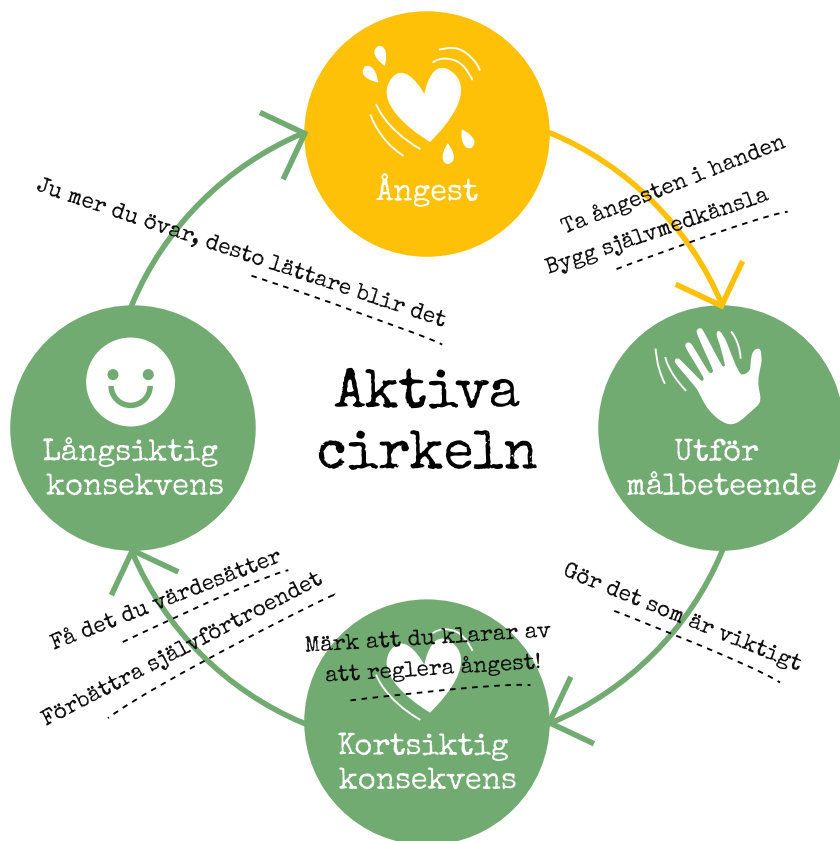 Ångest
Ta ångesten i handen
Bygg självmedkänsla
Ju mer du övar, desto lättare blir det
Aktiva
cirkeln
Långsiktig
konsekvens
Utför
målbeteende
Gör det som är viktigt
Få det du värdesätter
Förbättra självförtroendet
Märk att du klarar av
att reglera ångest!
Kortsiktig
konsekvens